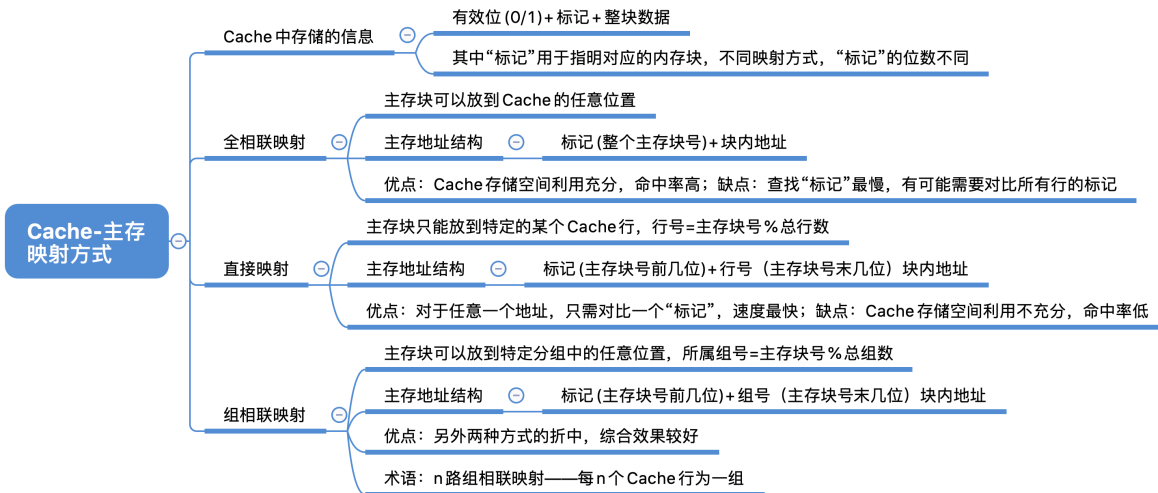 Cache-主存
映射方式
Cache中存储的信息
有效位(0/1)+标记+整块数据
其中“标记”用于指明对应的内存块，不同映射方式，“标记”的位数不同
全相联映射
主存块可以放到Cache的任意位置
主存地址结构
标记(整个主存块号)+块内地址
优点：Cache存储空间利用充分，命中率高；缺点：查找“标记”最慢，有可能需要对比所有行的标记
直接映射
主存块只能放到特定的某个Cache行，行号=主存块号%总行数
主存地址结构
标记(主存块号前几位)+行号（主存块号末几位）块内地址
优点：对于任意一个地址，只需对比一个“标记”，速度最快；缺点：Cache存储空间利用不充分，命中率低
组相联映射
主存块可以放到特定分组中的任意位置，所属组号=主存块号%总组数
主存地址结构
标记(主存块号前几位)+组号（主存块号末几位）块内地址
优点：另外两种方式的折中，综合效果较好
术语：n路组相联映射——每n个Cache行为一组